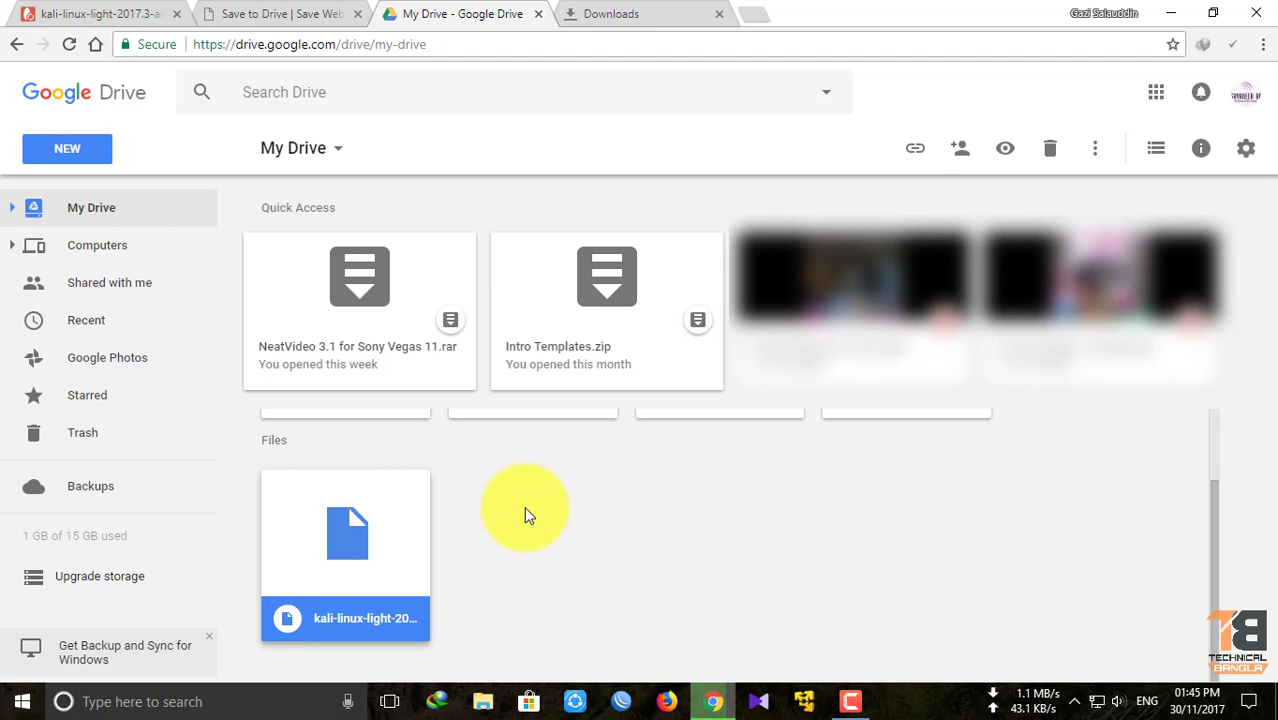 kali-linux-light-2017.3-ar
Save to Drive | Save Web
My Drive - Google Drive
Downloads
Gazi Salauddin
Secure
https://drive.google.com/drive/my-drive
Google Drive
Search Drive
NEW
My Drive
My Drive
Computers
Shared with me
Recent
Google Photos
Starred
Trash
Backups
1 GB of 15 GB used
Upgrade storage
Get Backup and Sync for
Windows
Quick Access
NeatVideo 3.1 for Sony Vegas 11.rar
You opened this week
Intro Templates.zip
You opened this month
Files
kali-linux-light-20...
TECHNICAL
BANGLA
Type here to search
1.1 MB/s
43.1 KB/s
ENG
01:45 PM
30/11/2017